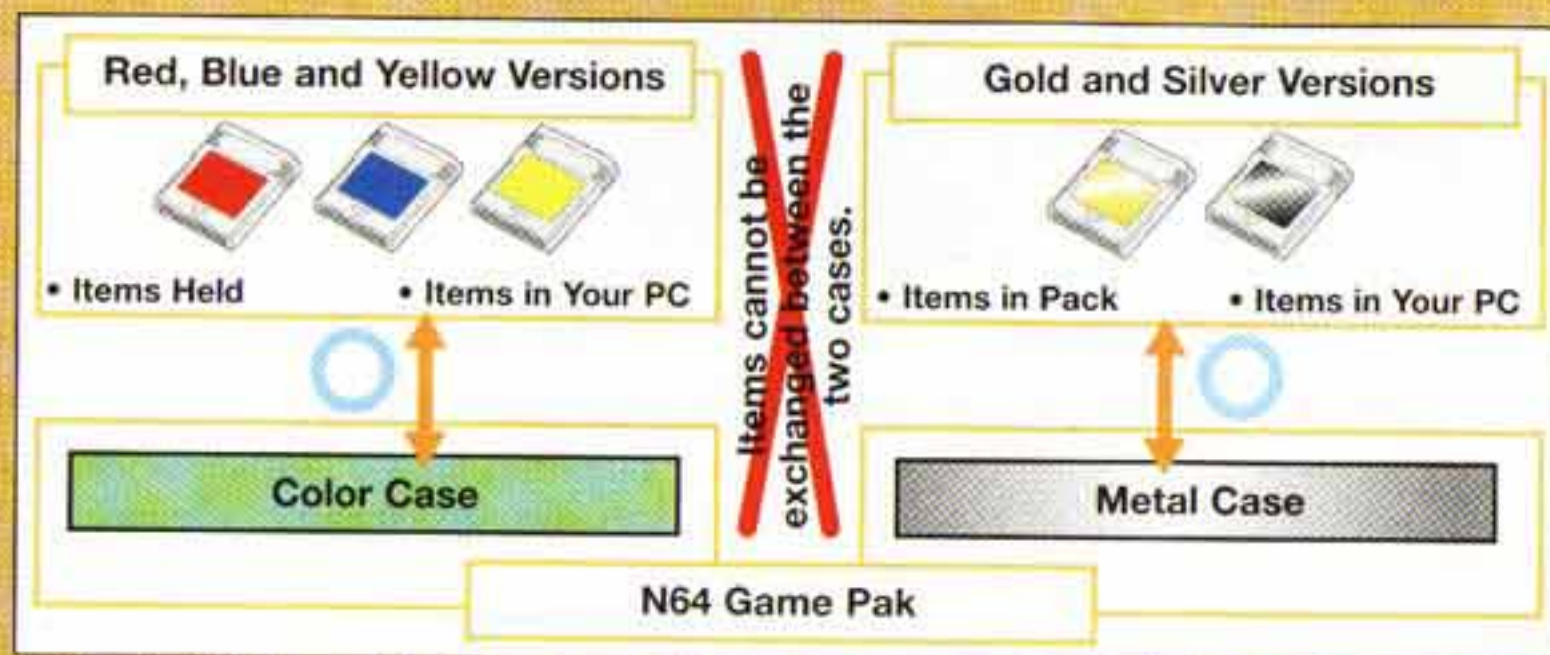 Red, Blue and Yellow Versions
• Items Held
• Items in Your PC
Color Case
Items cannot be
exchanged between the
two cases.
Gold and Silver Versions
• Items in Pack
• Items in Your PC
Metal Case
N64 Game Pak